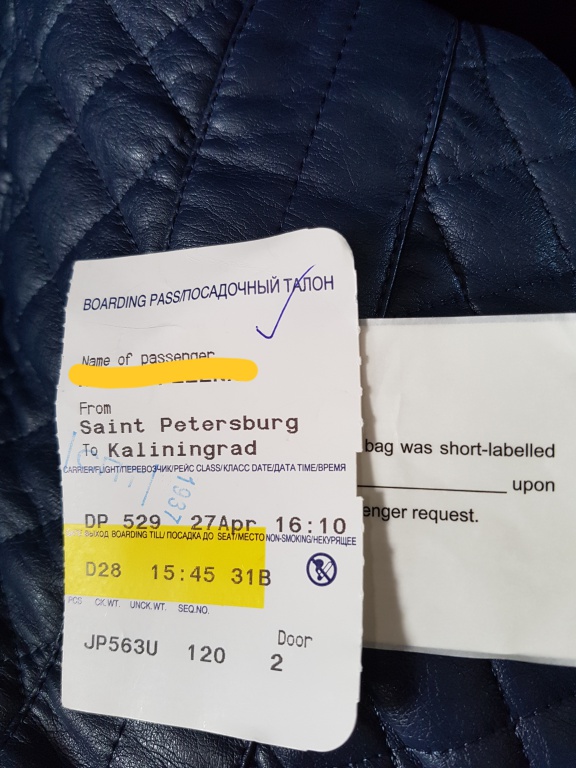 BOARDING PASS/ПОСАДОЧНЫЙ ТАЛОН
Name of passenger
From
Saint Petersburg
To Kaliningrad
CARRIER/FLIGHT/ПЕРЕВОЗЧИК/РЕЙС CLASS/КЛАСС DATE/ДАТА TIME/ВРЕМЯ
1937
DP 529 27Apr 16:10
ВЫХОД BOARDING TILL/ ПОСАДКА ДО SEAT/МЕСТО NON-SMOKING/НЕКУРЯЩЕЕ
D28 15:45 31B
PCS CK.WT. UNCK.WT. SEQ.NO.
JP563U 120 Door
2
bag was short-labelled
upon
enger request.